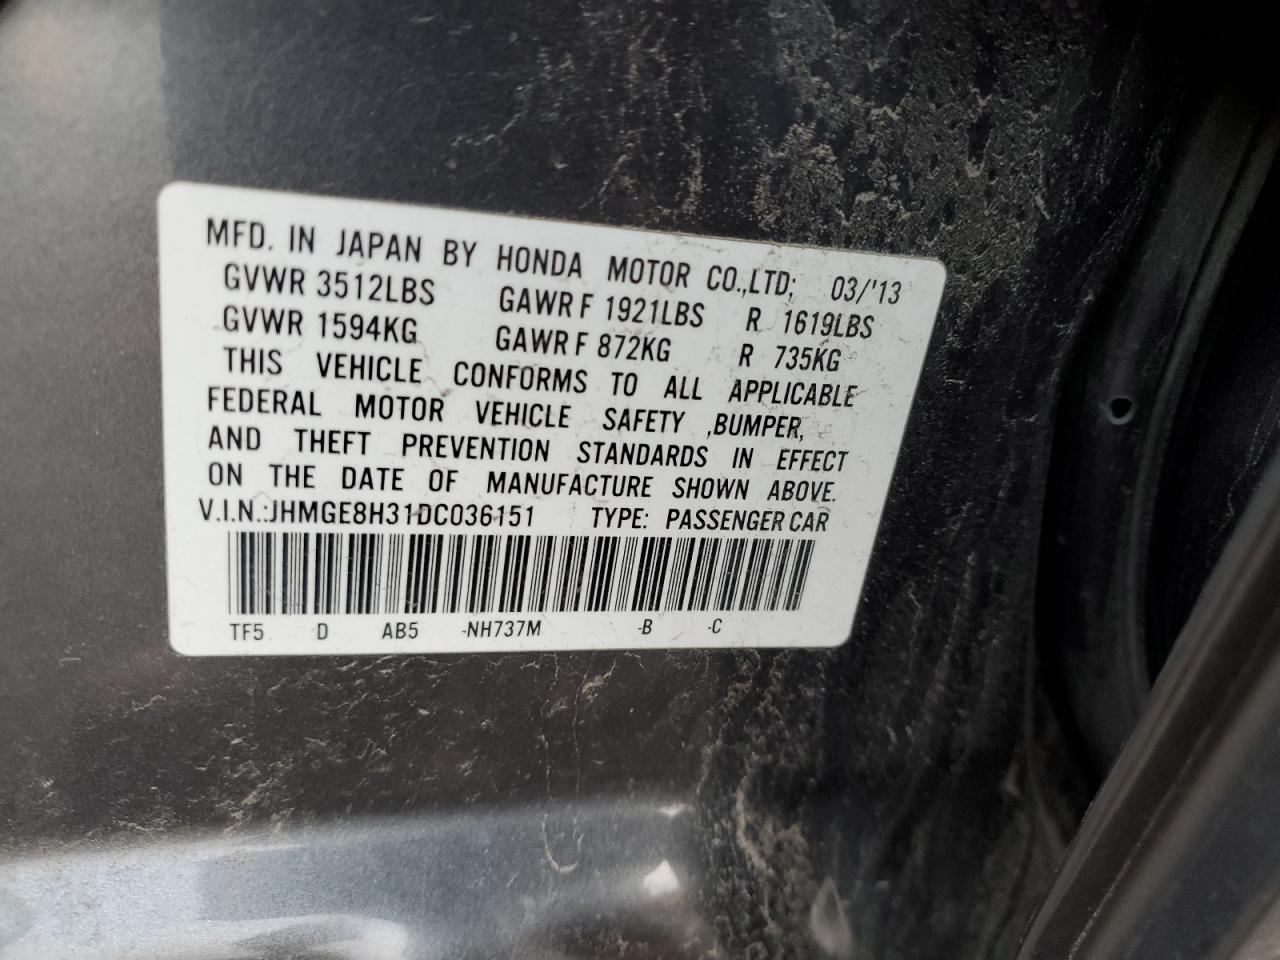 MFD. IN JAPAN BY HONDA MOTOR CO.,LTD; 03/'13
GVWR 3512LBS GAWR F 1921LBS R 1619LBS
GVWR 1594KG GAWR F 872KG R 735KG
THIS VEHICLE CONFORMS TO ALL APPLICABLE
FEDERAL MOTOR VEHICLE SAFETY ,BUMPER,
AND THEFT PREVENTION STANDARDS IN EFFECT
ON THE DATE OF MANUFACTURE SHOWN ABOVE.
V.I.N.:JHMGE8H31DC036151 TYPE: PASSENGER CAR
TF5 D AB5 -NH737M -B -C